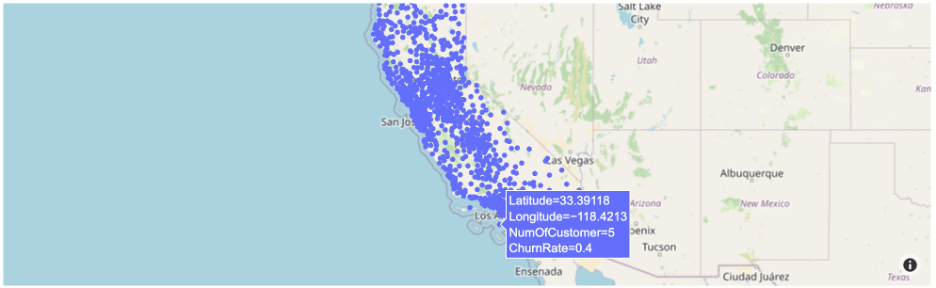 Salt Lake
City
Nebraska
Denver
Utah
Colorado
Nevada
San Jos
Las Vegas
Albuquerque
Latitude=33.39118
Arizona
New Mexico
Los A
Longitude=−118.4213
NumOfCustomer=5
oenix
ChurnRate=0.4
Tucson
Ensenada
Ciudad Juárez
Texas
i